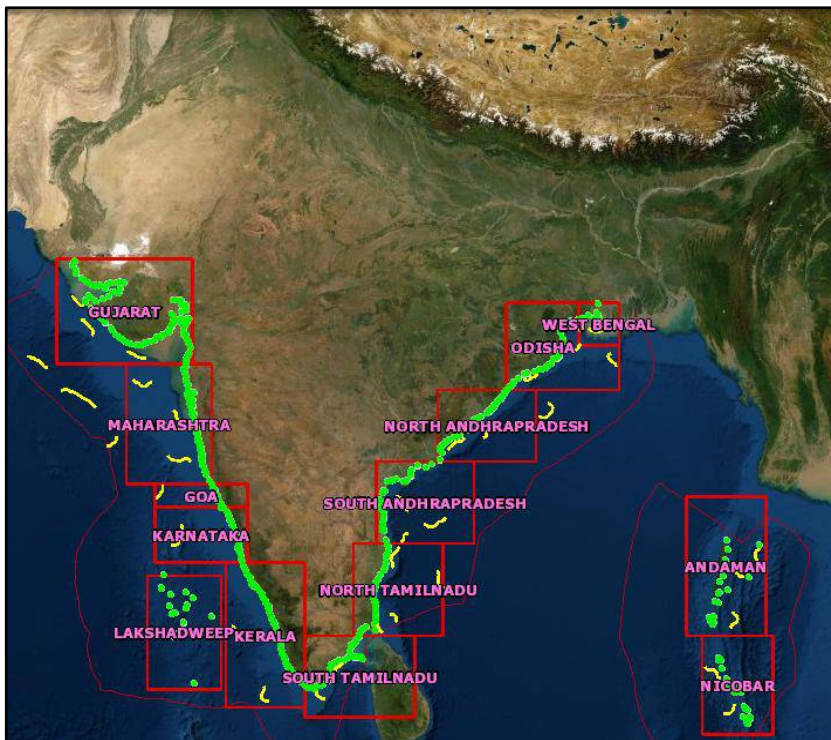 GUJARAT
WEST BENGAL
ODISHA
MAHARASHTRA
NORTH ANDHRAPRADESH
GOA
SOUTH ANDHRAPRADESH
KARNATAKA
ANDAMAN
NORTH TAMILNADU
LAKSHADWEEP
KERALA
SOUTH TAMILNADU
NICOBAR